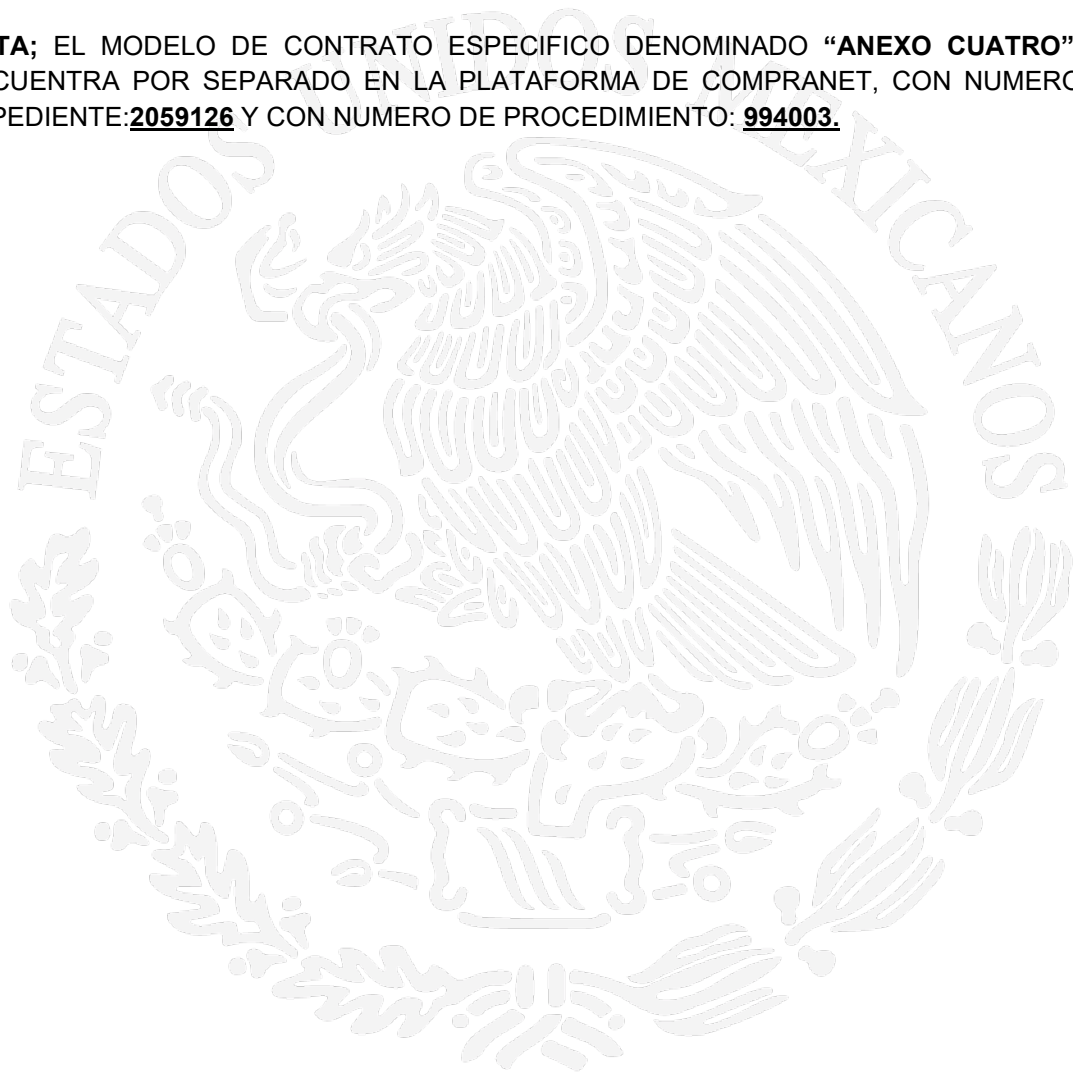 TA; EL MODELO DE CONTRATO ESPECIFICO DENOMINADO “ANEXO CUATRO”
CUENTRA POR SEPARADO EN LA PLATAFORMA DE COMPRANET, CON NUMERO
PEDIENTE:2059126 Y CON NUMERO DE PROCEDIMIENTO: 994003.
ESTADOS UNIDOS MEXICANOS